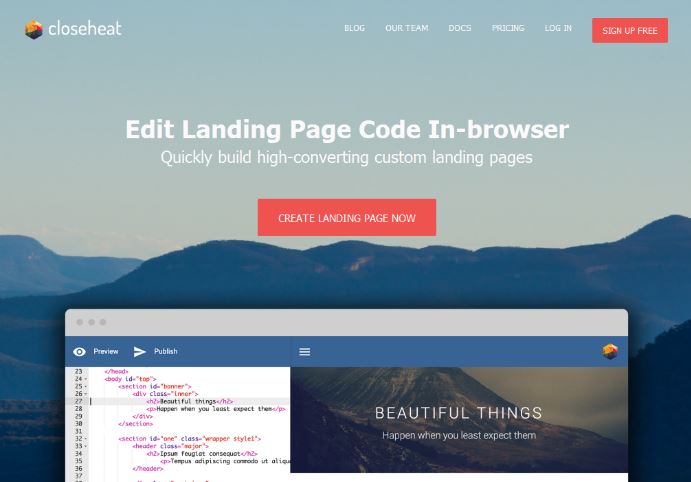 closeheat
BLOG OUR TEAM DOCS PRICING LOG IN SIGN UP FREE
Edit Landing Page Code In-browser
Quickly build high-converting custom landing pages
CREATE LANDING PAGE NOW
Preview Publish
23 </head>
24 <body id="top">
25 <section id="banner">
26 <div class="inner">
27 <h2>Beautiful things</h2>
28 <p>Happen when you least expect them</p>
29 </div>
30 </section>
31
32 <section id="one" class="wrapper style1">
33 <header class="major">
34 <h2>Ipsum feugiat consequat</h2>
35 <p>Tempus adipiscing commodo ut aliqua
36 </header>
37
BEAUTIFUL THINGS
Happen when you least expect them